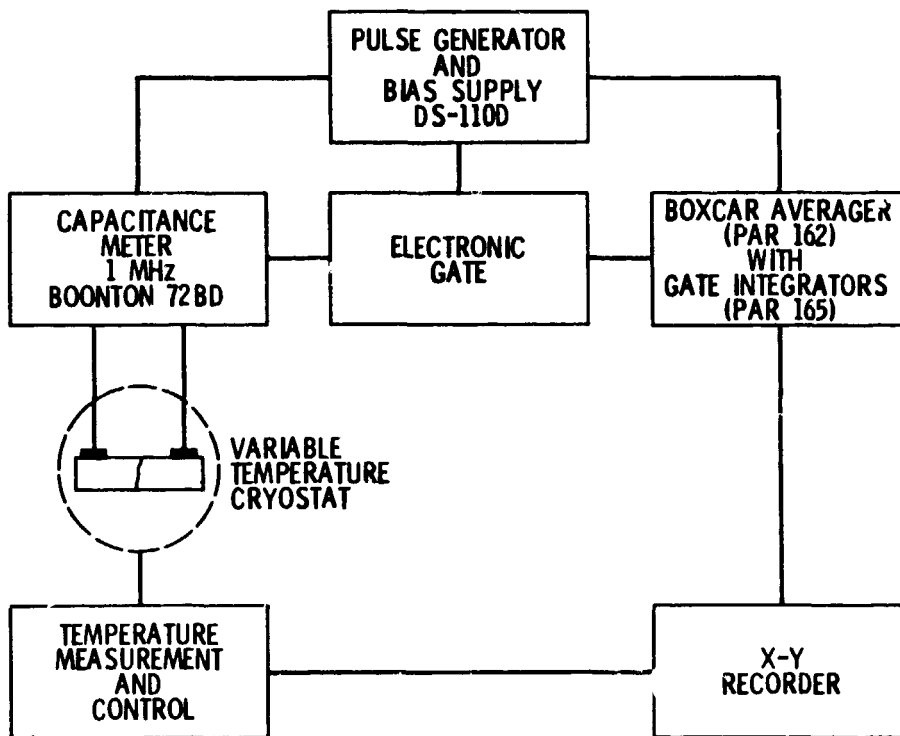 PULSE GENERATOR
AND
BIAS SUPPLY
DS-110D
CAPACITANCE
METER
1 MHz
BOONTON 72BD
ELECTRONIC
GATE
BOXCAR AVERAGER
(PAR 162)
WITH
GATE INTEGRATORS
(PAR 165)
VARIABLE
TEMPERATURE
CRYOSTAT
TEMPERATURE
MEASUREMENT
AND
CONTROL
X-Y
RECORDER